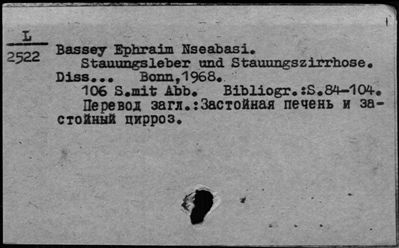 L
2522
Bassey Ephraim Nseabasi.
Stauungsleber und Stauungszirrhose.
Diss... Bonn,1968.
106 S.mit Abb. Bibliogr.:S.84-104.
Перевод загл.:Застойная печень и за-
стойный цирроз.